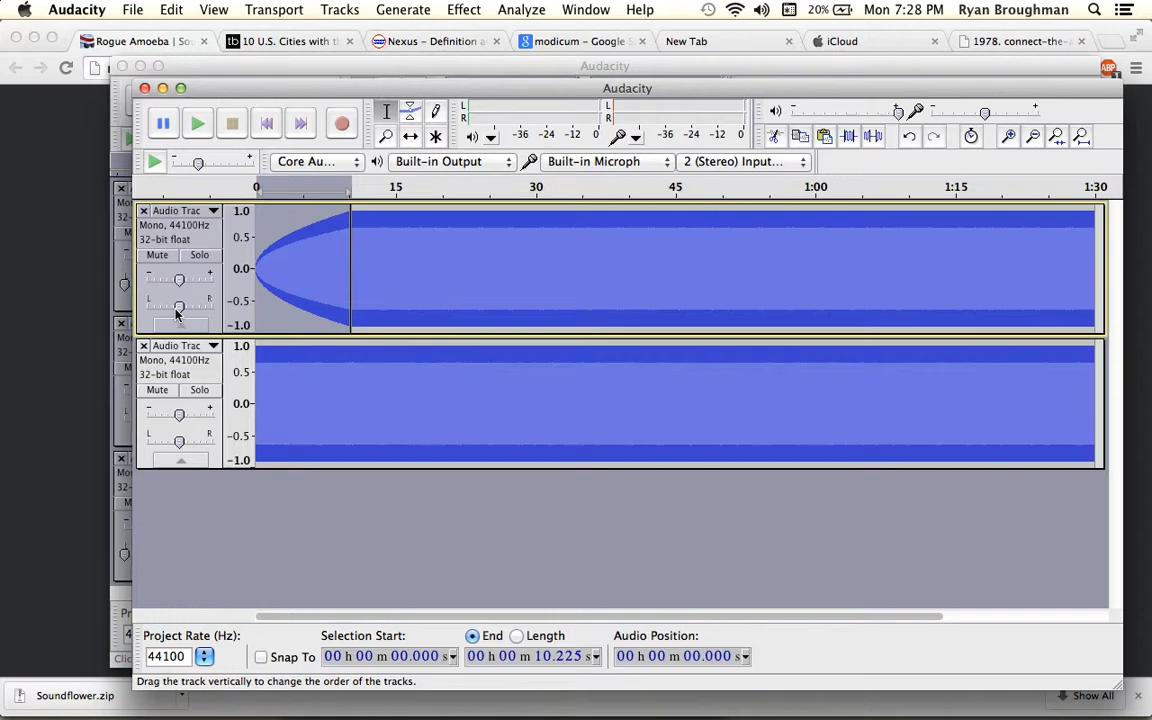 Audacity File Edit View Transport Tracks Generate Effect Analyze Window Help 20% Mon 7:28 PM Ryan Broughman
Rogue Amoeba | So 10 U.S. Cities with t Nexus – Definition a modicum – Google S New Tab iCloud 1978. connect-the-
Audacity
ABP
Audacity
L R -36 -24 -12 0 L R -36 -24 -12 0
Core Au... Built-in Output Built-in Microph 2 (Stereo) Input...
0 15 30 45 1:00 1:15 1:30
Audio Trac
Mono, 44100Hz
32-bit float
Mute Solo
- +
L R
1.0
0.5
0.0
-0.5
-1.0
Audio Trac
Mono, 44100Hz
32-bit float
Mute Solo
- +
L R
1.0
0.5
0.0
-0.5
-1.0
Project Rate (Hz): Selection Start: End Length Audio Position:
44100 Snap To 00 h 00 m 00.000 s 00 h 00 m 10.225 s 00 h 00 m 00.000 s
Drag the track vertically to change the order of the tracks.
Soundflower.zip Show All